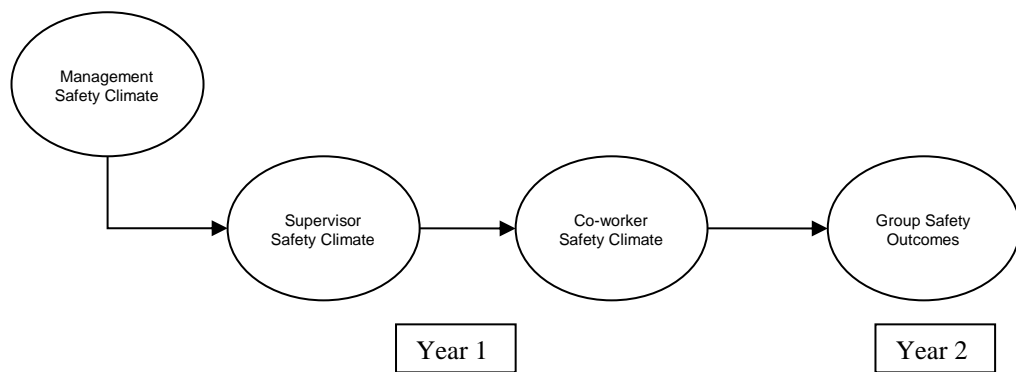 Management
Safety Climate
Supervisor
Safety Climate
Co-worker
Safety Climate
Group Safety
Outcomes
Year 1
Year 2